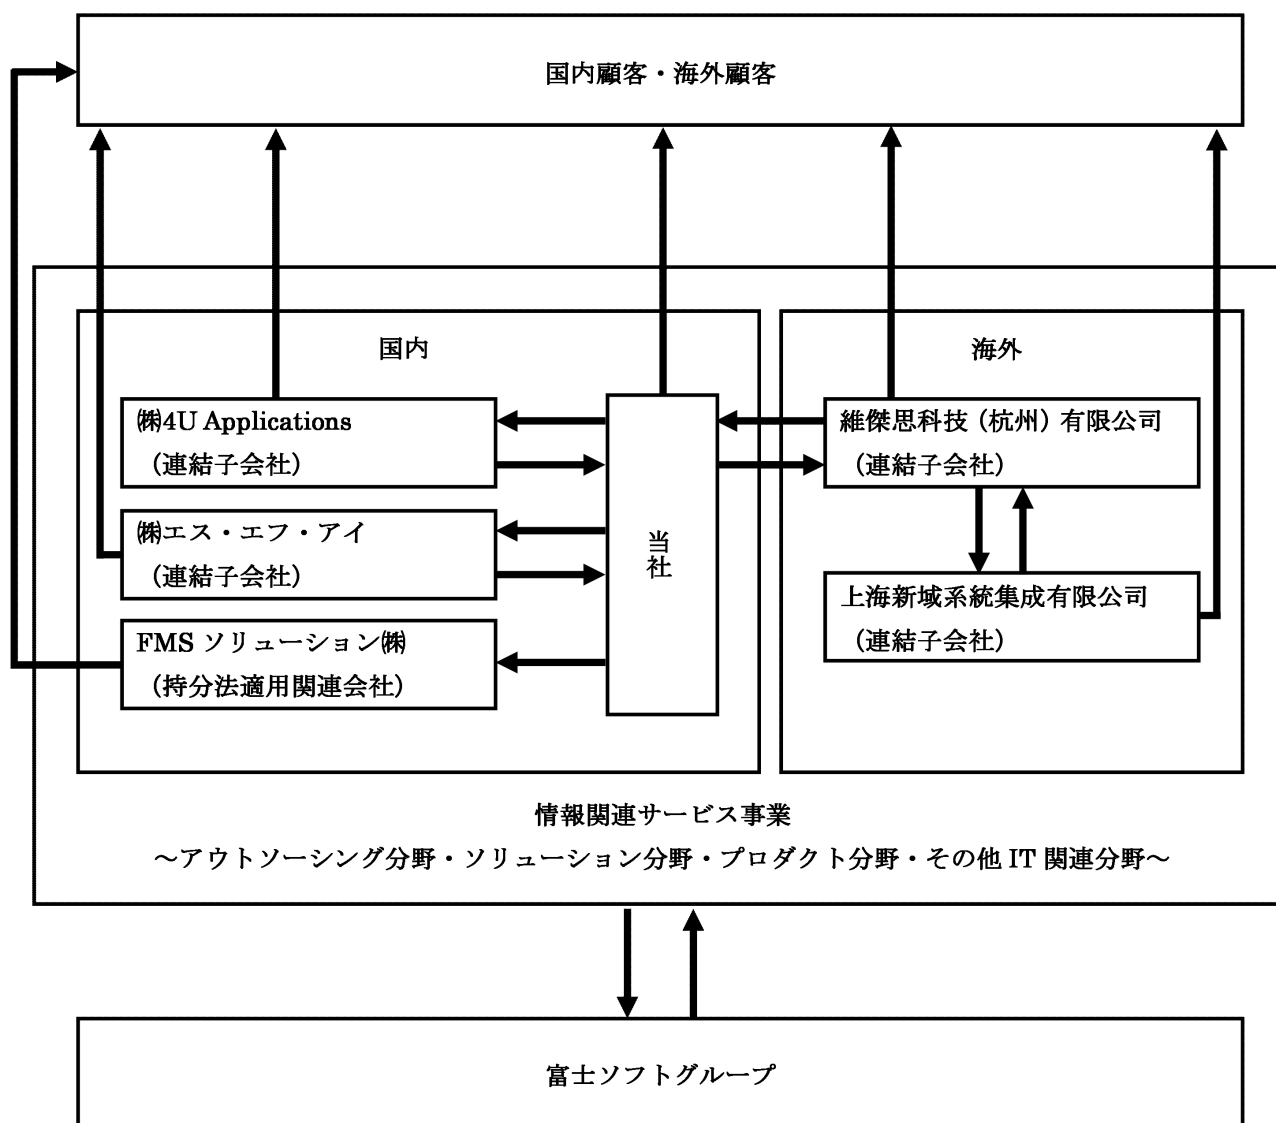 国内顧客・海外顧客
国内
㈱4U Applications
（連結子会社）
㈱エス・エフ・アイ
（連結子会社）
FMS ソリューション㈱
（持分法適用関連会社）
当社
海外
維傑思科技（杭州）有限公司
（連結子会社）
上海新域系統集成有限公司
（連結子会社）
情報関連サービス事業
～アウトソーシング分野・ソリューション分野・プロダクト分野・その他 IT 関連分野～
富士ソフトグループ